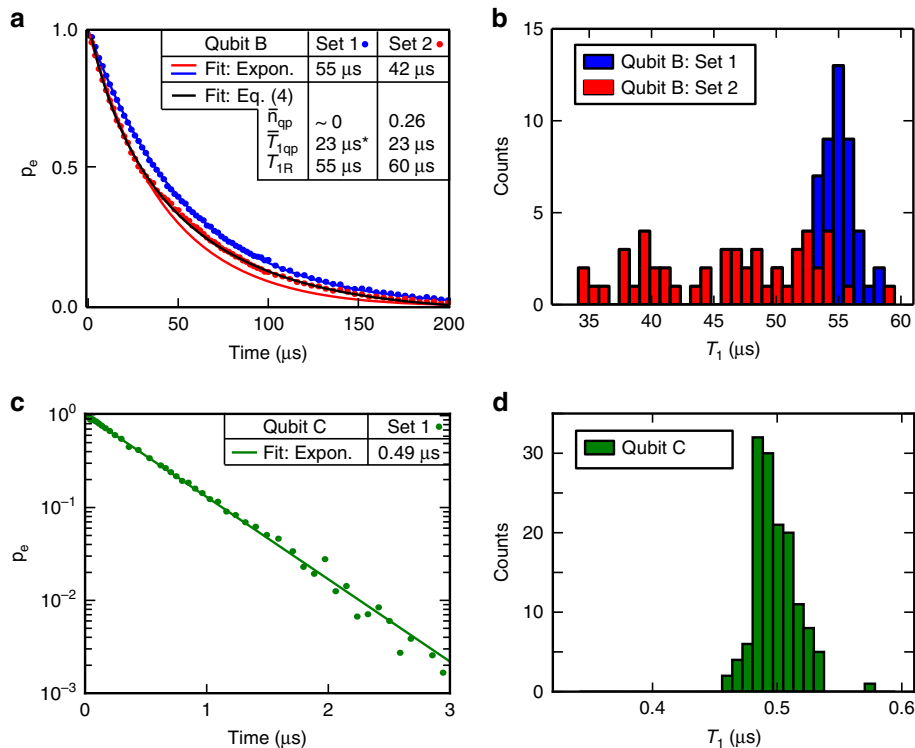 a
Qubit B Set 1 Set 2
Fit: Expon. 55 μs 42 μs
Fit: Eq. (4)
n̄qp ~ 0 0.26
T̄1qp 23 μs* 23 μs
T1R 55 μs 60 μs
1.0
0.5
0.0
pe
0 50 100 150 200
Time (μs)
b
Qubit B: Set 1
Qubit B: Set 2
15
10
5
0
Counts
35 40 45 50 55 60
T1 (μs)
c
Qubit C Set 1
Fit: Expon. 0.49 μs
10^0
10^−1
10^−2
10^−3
pe
0 1 2 3
Time (μs)
d
Qubit C
30
20
10
0
Counts
0.4 0.5 0.6
T1 (μs)